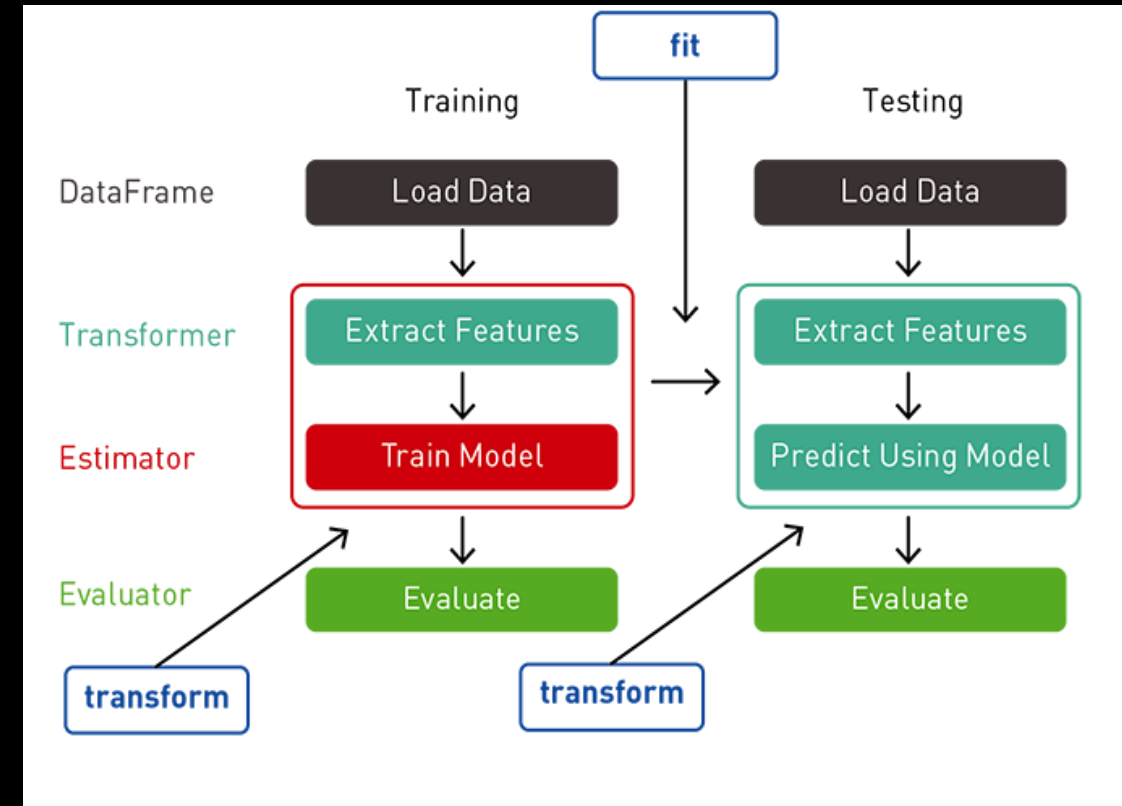 fit
Training
Testing
DataFrame
Load Data
Load Data
Transformer
Extract Features
Extract Features
Estimator
Train Model
Predict Using Model
Evaluator
Evaluate
Evaluate
transform
transform